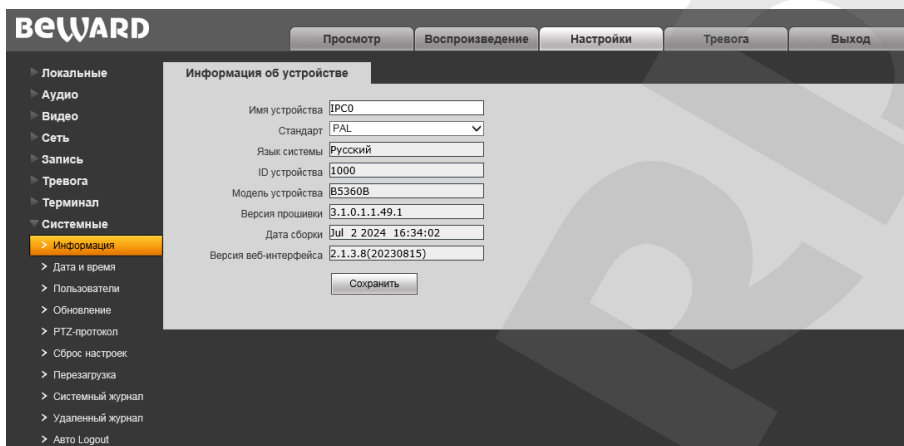 BEWARD
Просмотр Воспроизведение Настройки Тревога Выход
Локальные
Аудио
Видео
Сеть
Запись
Тревога
Терминал
Системные
Информация
Дата и время
Пользователи
Обновление
PTZ-протокол
Сброс настроек
Перезагрузка
Системный журнал
Удаленный журнал
Авто Logout
Информация об устройстве
Имя устройства IPC0
Стандарт PAL
Язык системы Русский
ID устройства 1000
Модель устройства B5360B
Версия прошивки 3.1.0.1.1.49.1
Дата сборки Jul 2 2024 16:34:02
Версия веб-интерфейса 2.1.3.8(20230815)
Сохранить